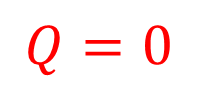 Q = 0